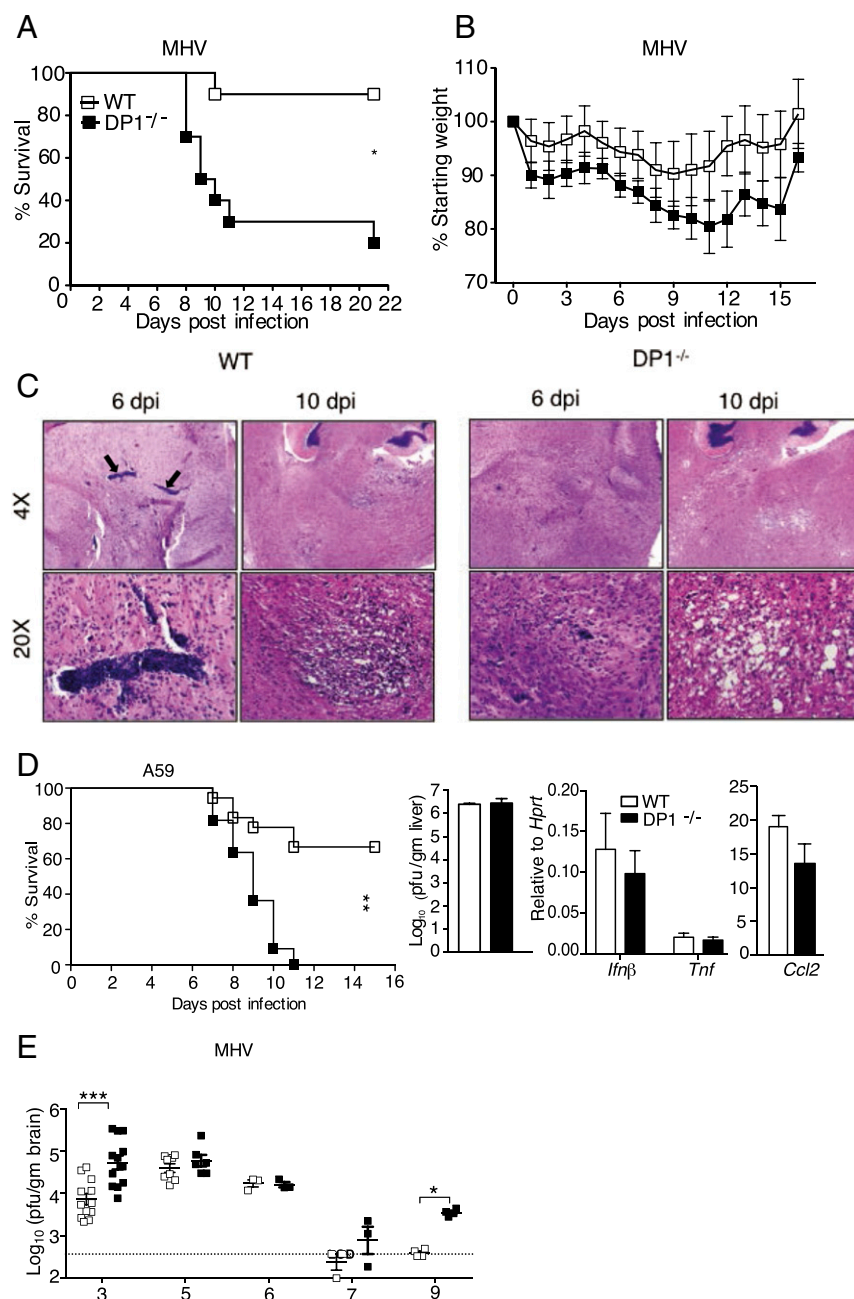 A
MHV
100
80
60
40
20
0
% Survival
WT
DP1-/-
*
0 2 4 6 8 10 12 14 16 18 20 22
Days post infection
B
MHV
110
100
90
80
70
% Starting weight
0 3 6 9 12 15
Days post infection
C
WT
DP1-/-
6 dpi 10 dpi
6 dpi 10 dpi
4X
20X
D
A59
100
80
60
40
20
0
% Survival
**
0 2 4 6 8 10 12 14 16
Days post infection
7
6
5
4
3
2
1
0
Log10 (pfu/gm liver)
0.20
0.15
0.10
0.05
0.00
Relative to Hprt
WT
DP1 -/-
Ifnβ Tnf
25
20
15
10
5
0
Ccl2
E
MHV
6
5
4
3
2
Log10 (pfu/gm brain)
***
*
3 5 6 7 9